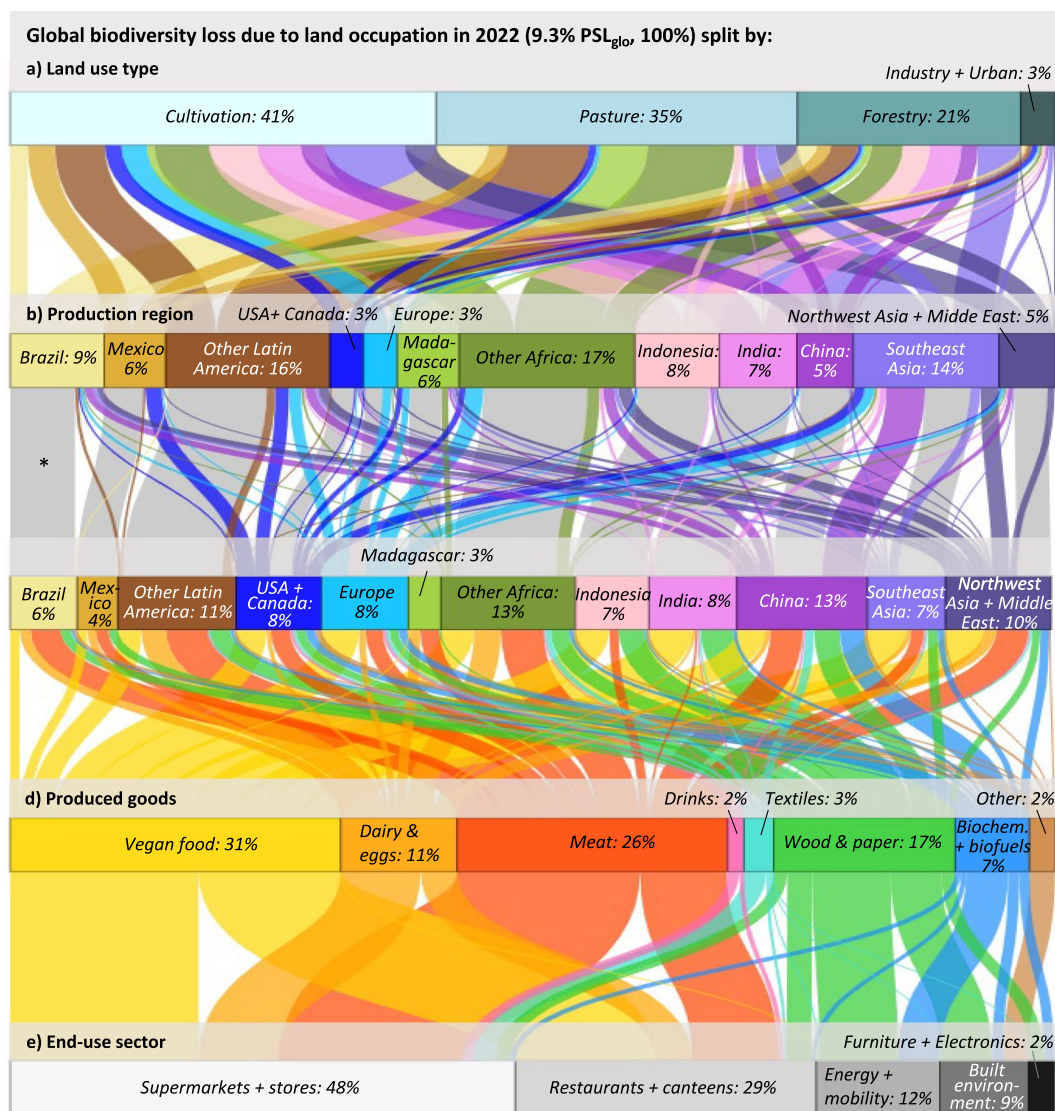 Global biodiversity loss due to land occupation in 2022 (9.3% PSLglo, 100%) split by:
a) Land use type
Industry + Urban: 3%
Cultivation: 41%
Pasture: 35%
Forestry: 21%
b) Production region
USA+ Canada: 3%
Europe: 3%
Northwest Asia + Midde East: 5%
Brazil: 9%
Mexico
6%
Other Latin
America: 16%
Mada-
gascar
6%
Other Africa: 17%
Indonesia:
8%
India:
7%
China:
5%
Southeast
Asia: 14%
*
Madagascar: 3%
Brazil
6%
Mex-
ico
4%
Other Latin
America: 11%
USA +
Canada:
8%
Europe
8%
Other Africa:
13%
Indonesia
7%
India: 8%
China: 13%
Southeast
Asia: 7%
Northwest
Asia + Middle
East: 10%
d) Produced goods
Drinks: 2%
Textiles: 3%
Other: 2%
Vegan food: 31%
Dairy &
eggs: 11%
Meat: 26%
Wood & paper: 17%
Biochem.
+ biofuels
7%
e) End-use sector
Furniture + Electronics: 2%
Supermarkets + stores: 48%
Restaurants + canteens: 29%
Energy +
mobility: 12%
Built
environ-
ment: 9%